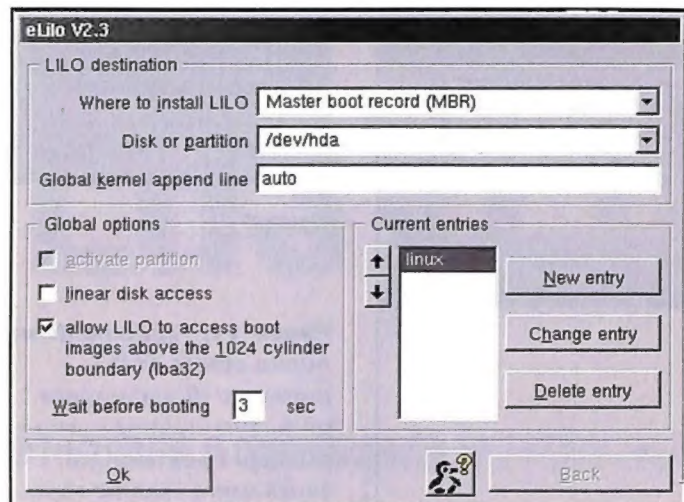 eLilo V2.3
LILO destination
Where to install LILO Master boot record (MBR)
Disk or partition /dev/hda
Global kernel append line auto
Global options
activate partition
linear disk access
allow LILO to access boot
images above the 1024 cylinder
boundary (lba32)
Wait before booting 3 sec
Current entries
linux
New entry
Change entry
Delete entry
Ok
?
Back